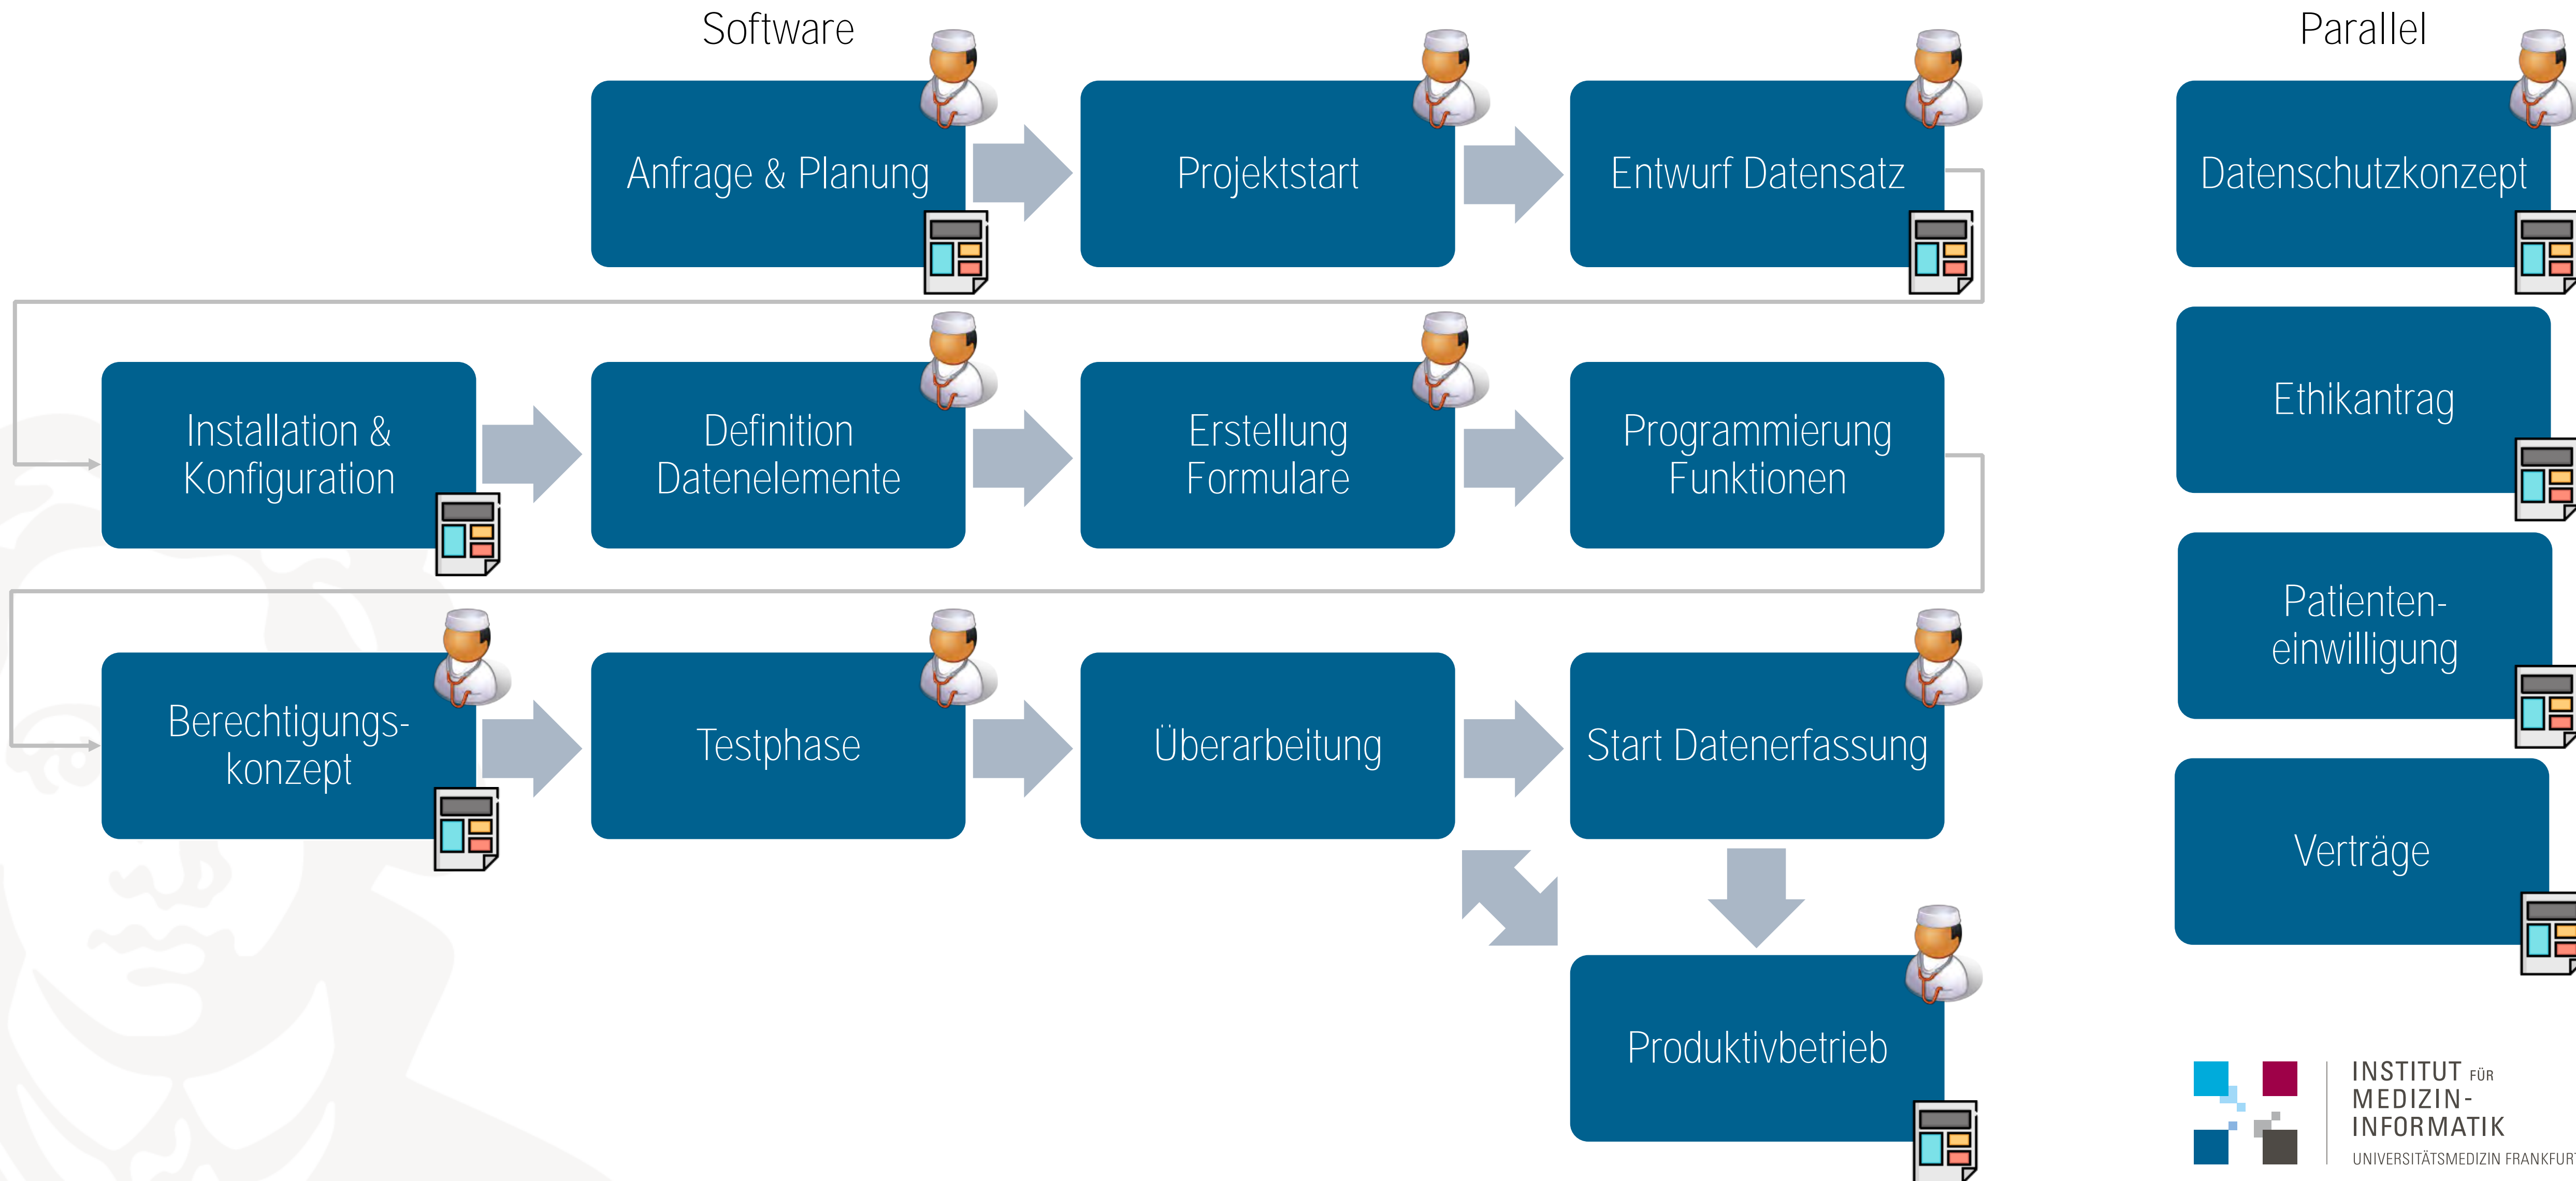 Software
Parallel
Anfrage & Planung
Projektstart
Entwurf Datensatz
Datenschutzkonzept
Installation &
Konfiguration
Definition
Datenelemente
Erstellung
Formulare
Programmierung
Funktionen
Ethikantrag
Patienten-
einwilligung
Berechtigungs-
konzept
Testphase
Überarbeitung
Start Datenerfassung
Verträge
Produktivbetrieb
INSTITUT FÜR
MEDIZIN-
INFORMATIK
UNIVERSITÄTSMEDIZIN FRANKFURT